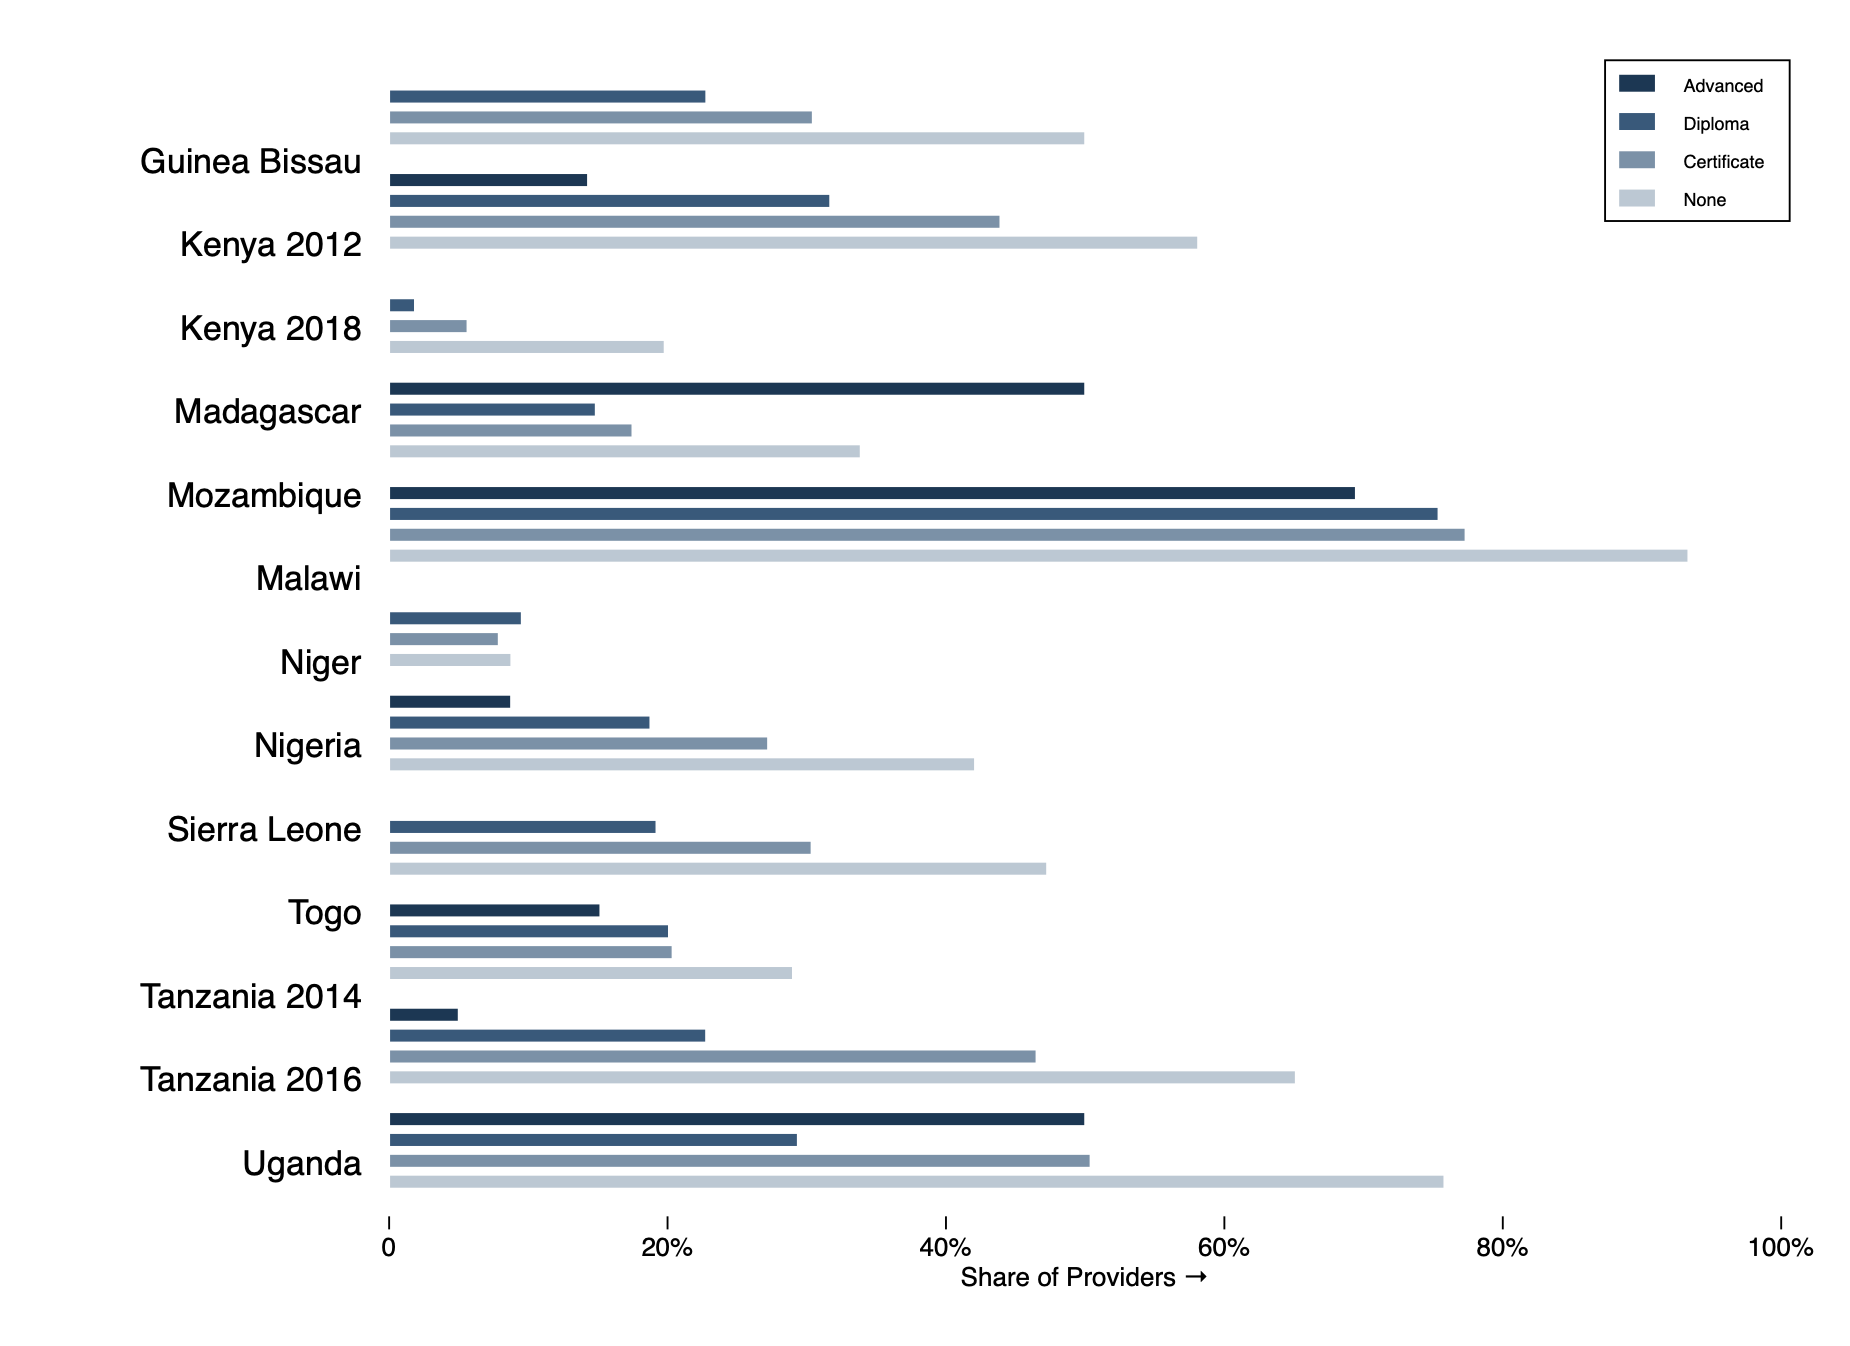 Advanced
Diploma
Certificate
None
Guinea Bissau
Kenya 2012
Kenya 2018
Madagascar
Mozambique
Malawi
Niger
Nigeria
Sierra Leone
Togo
Tanzania 2014
Tanzania 2016
Uganda
0 20% 40% 60% 80% 100%
Share of Providers →